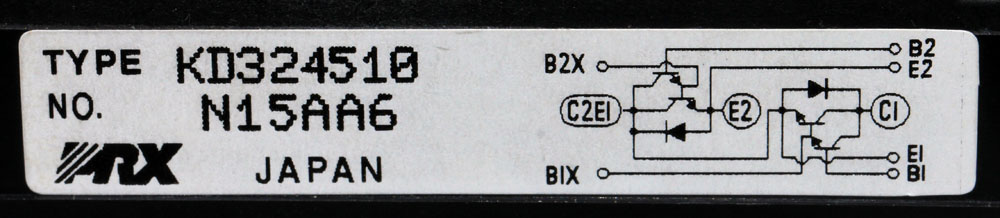 TYPE KD324510
NO. N15AA6
PRX JAPAN
B2X
B2
E2
C2E1
E2
C1
E1
B1X
B1